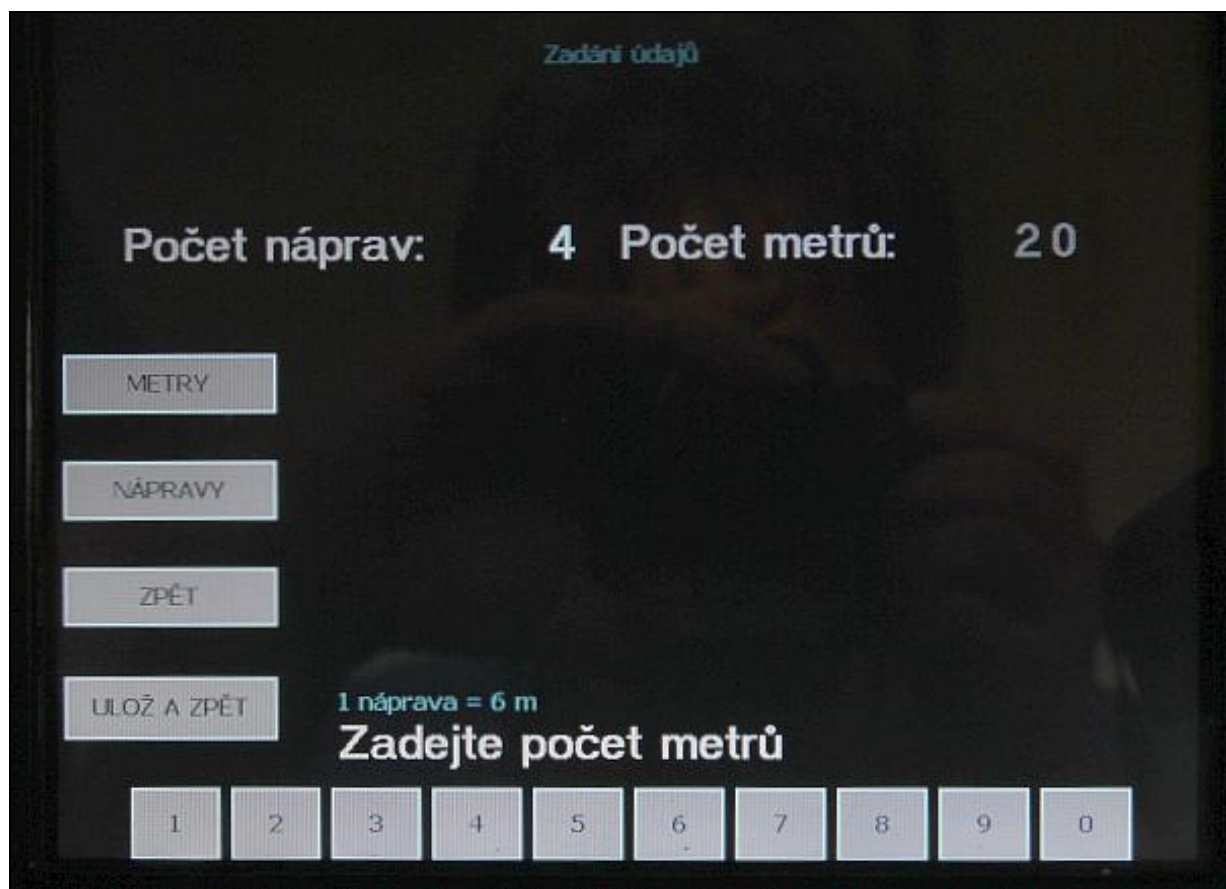 Zadání údajů
Počet náprav: 4 Počet metrů: 20
METRY
NÁPRAVY
ZPĚT
ULOŽ A ZPĚT
1 náprava = 6 m
Zadejte počet metrů
1 2 3 4 5 6 7 8 9 0